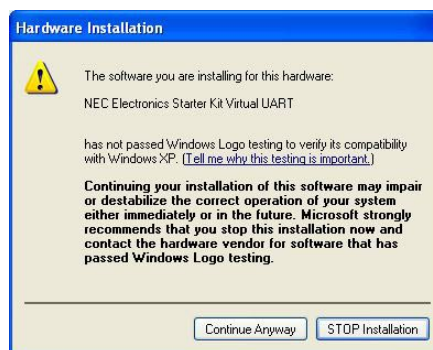 Hardware Installation
The software you are installing for this hardware:
NEC Electronics Starter Kit Virtual UART
has not passed Windows Logo testing to verify its compatibility
with Windows XP. (Tell me why this testing is important.)
Continuing your installation of this software may impair
or destabilize the correct operation of your system
either immediately or in the future. Microsoft strongly
recommends that you stop this installation now and
contact the hardware vendor for software that has
passed Windows Logo testing.
Continue Anyway
STOP Installation